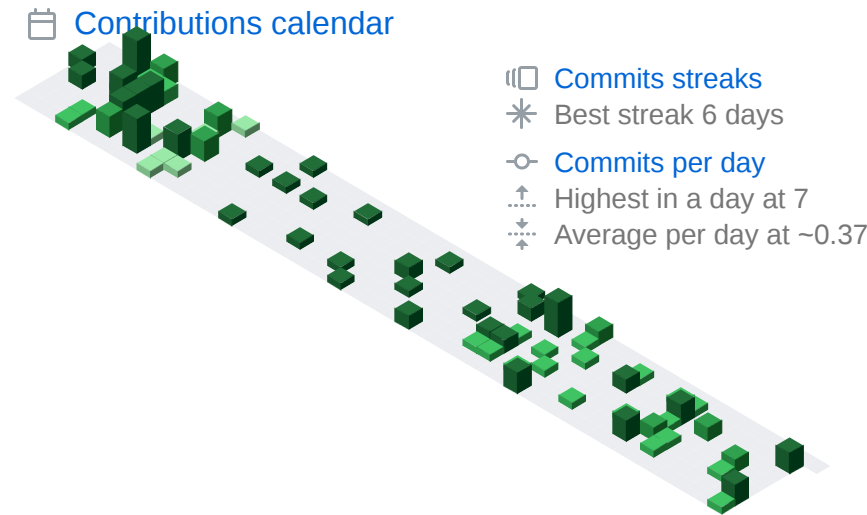 Contributions calendar
Commits streaks
Best streak 6 days
Commits per day
Highest in a day at 7
Average per day at ~0.37